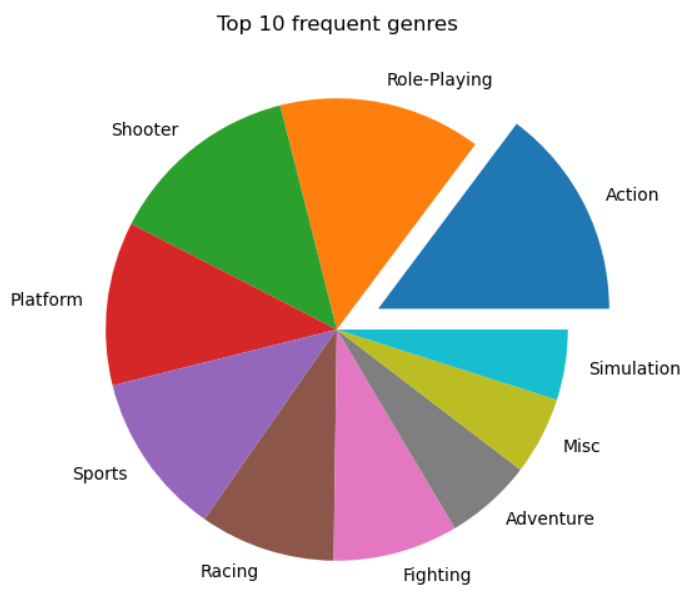 Top 10 frequent genres
Role-Playing
Shooter
Action
Platform
Simulation
Misc
Sports
Adventure
Racing
Fighting